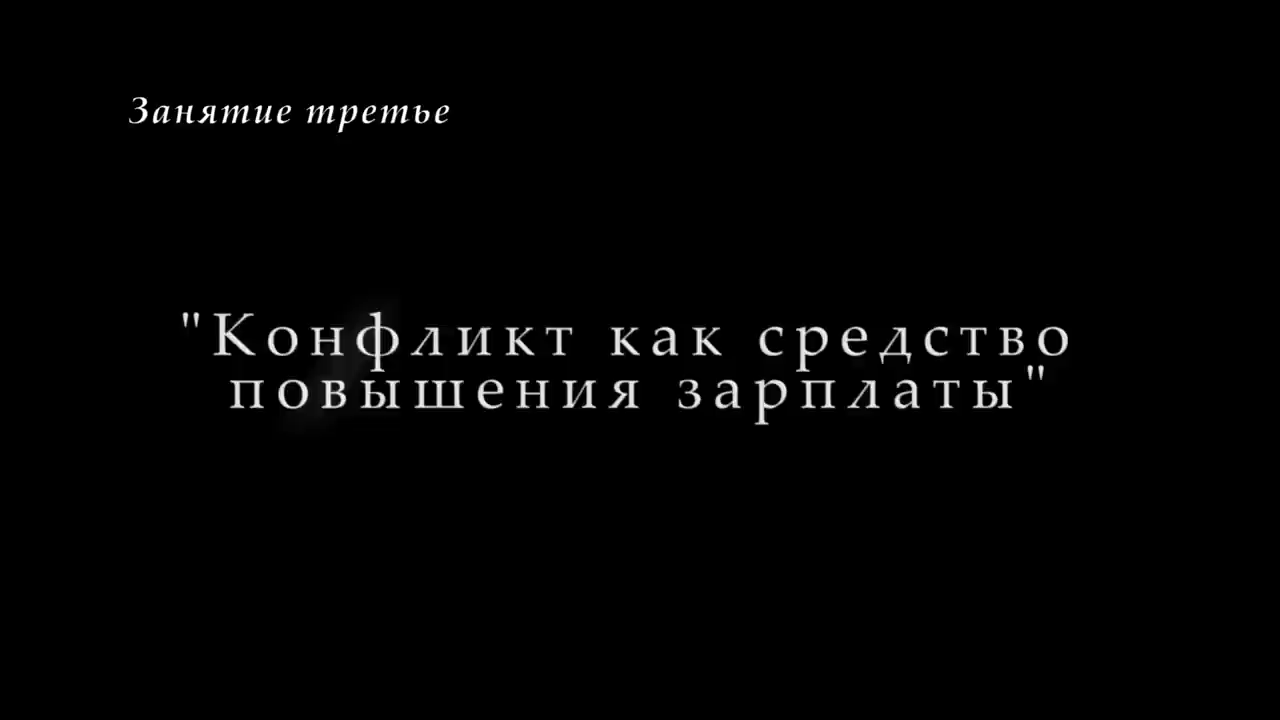 Занятие третье
"Конфликт как средство
повышения зарплаты"